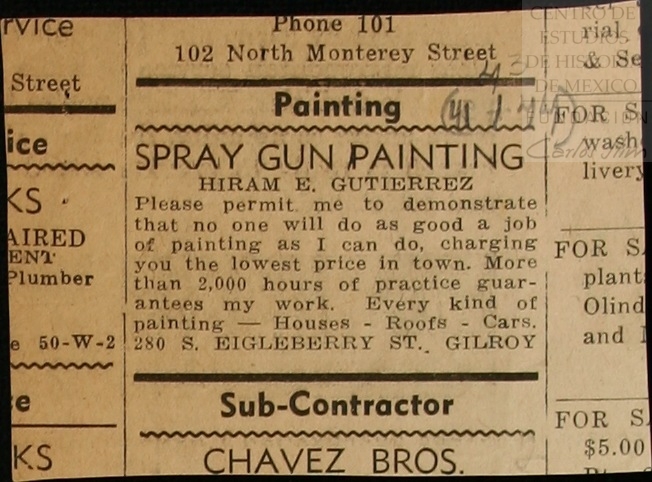 rvice
Street
ice
KS
AIRED
ENT
Plumber
50-W-2
KS
Phone 101
102 North Monterey Street
Painting
SPRAY GUN PAINTING
HIRAM E. GUTIERREZ
Please permit me to demonstrate
that no one will do as good a job
of painting as I can do, charging
you the lowest price in town. More
than 2,000 hours of practice guar-
antees my work. Every kind of
painting — Houses - Roofs - Cars.
280 S. EIGLEBERRY ST. GILROY
Sub-Contractor
CHAVEZ BROS.
CENTRO DE
ESTUDIOS
DE HISTORIA
DE MEXICO
rial
& Se
FOR S
wash
livery
FOR SA
plant
Olind
and
FOR SA
$5.00